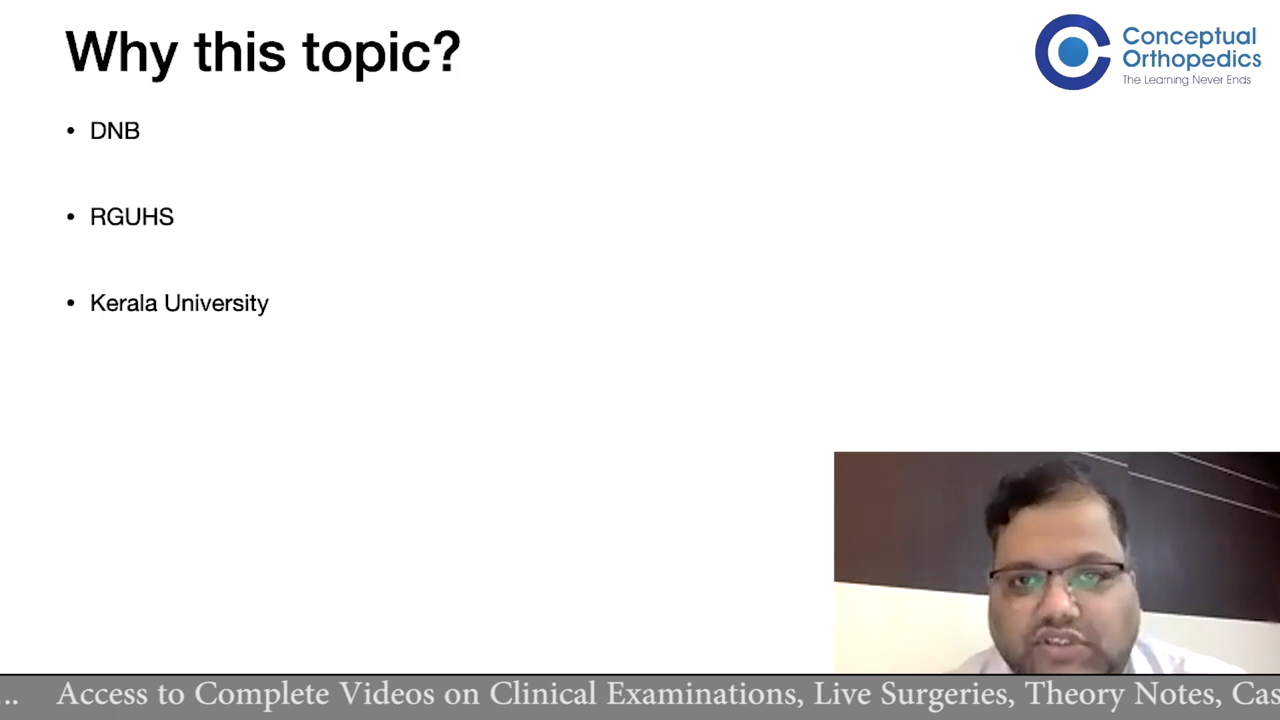 Why this topic?
Conceptual
Orthopedics
The Learning Never Ends
• DNB
• RGUHS
• Kerala University
... Access to Complete Videos on Clinical Examinations, Live Surgeries, Theory Notes, Cas